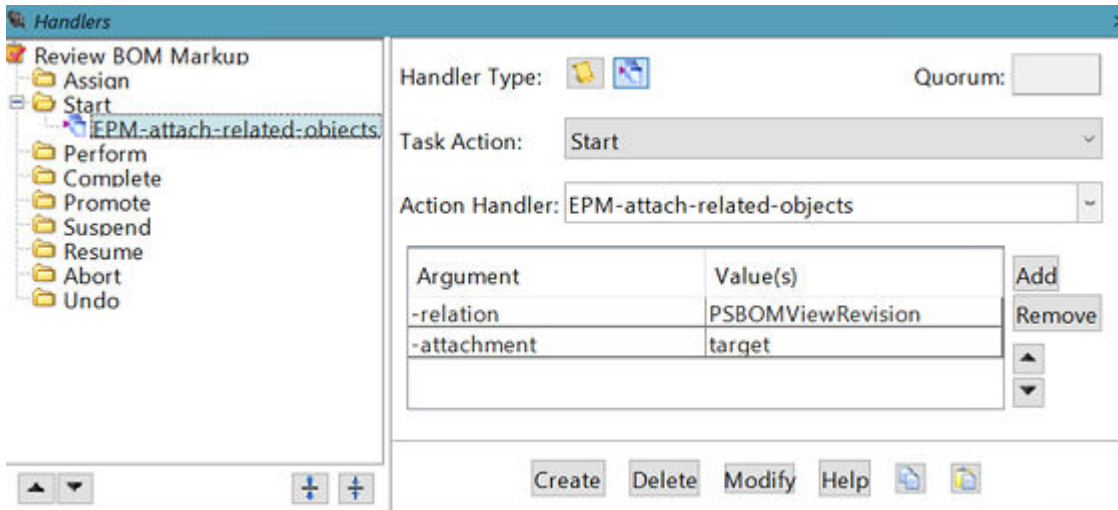 Handlers
Review BOM Markup
Assign
Start
EPM-attach-related-objects.
Perform
Complete
Promote
Suspend
Resume
Abort
Undo
Handler Type:
Quorum:
Task Action:
Start
Action Handler:
EPM-attach-related-objects
Argument
Value(s)
-relation
PSBOMViewRevision
-attachment
target
Add
Remove
Create
Delete
Modify
Help